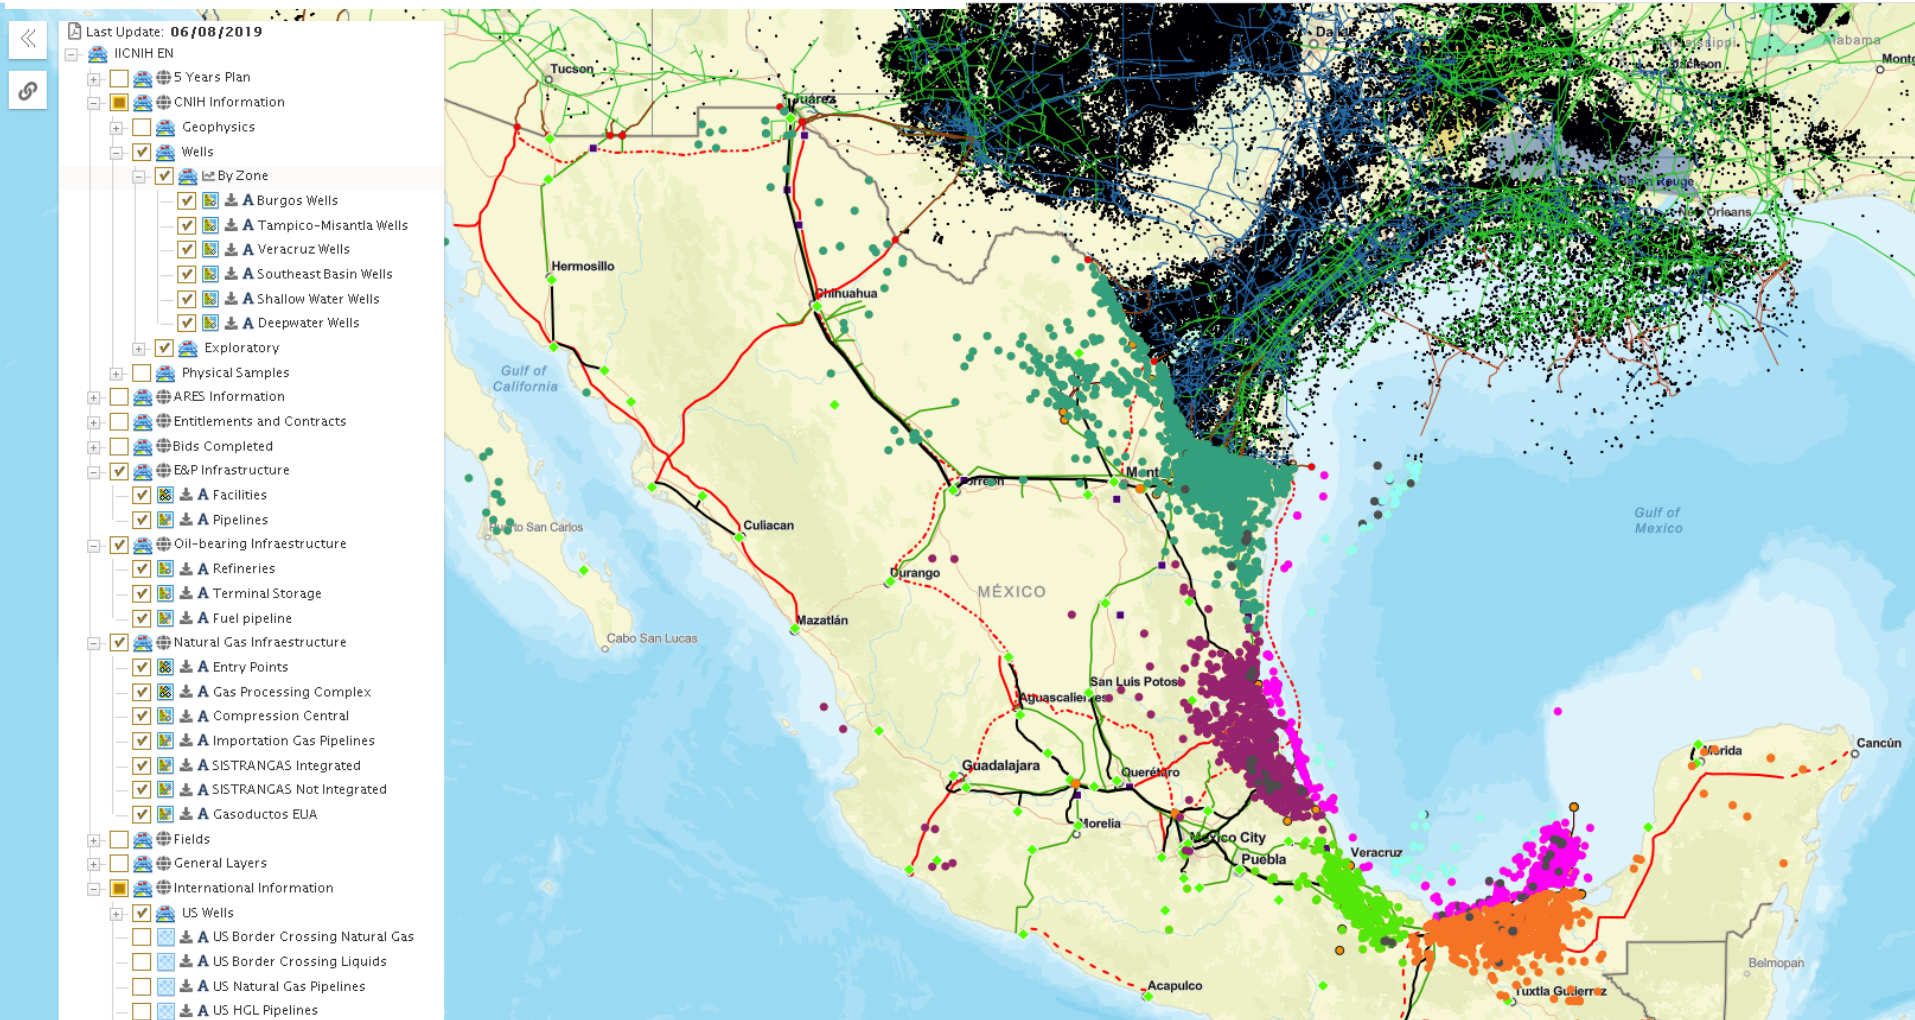 Last Update: 06/08/2019
IICNIH EN
5 Years Plan
CNIH Information
Geophysics
Wells
By Zone
A Burgos Wells
A Tampico-Misantla Wells
A Veracruz Wells
A Southeast Basin Wells
A Shallow Water Wells
A Deepwater Wells
Exploratory
Physical Samples
ARES Information
Entitlements and Contracts
Bids Completed
E&P Infrastructure
A Facilities
A Pipelines
Oil-bearing Infraestructure
A Refineries
A Terminal Storage
A Fuel pipeline
Natural Gas Infraestructure
A Entry Points
A Gas Processing Complex
A Compression Central
A Importation Gas Pipelines
A SISTRANGAS Integrated
A SISTRANGAS Not Integrated
A Gasoductos EUA
Fields
General Layers
International Information
US Wells
A US Border Crossing Natural Gas
A US Border Crossing Liquids
A US Natural Gas Pipelines
A US HGL Pipelines
Tucson
Juárez
Alabama
Jackson
New Orleans
Hermosillo
Chihuahua
Gulf of
California
Gulf of
Mexico
San Carlos
Culiacan
Durango
MÉXICO
Mazatlán
Cabo San Lucas
San Luis Potosí
Aguascalientes
Guadalajara
Querétaro
Morelia
Mexico City
Puebla
Veracruz
Mérida
Cancún
Belmopan
Acapulco
Tuxtla Gutierrez